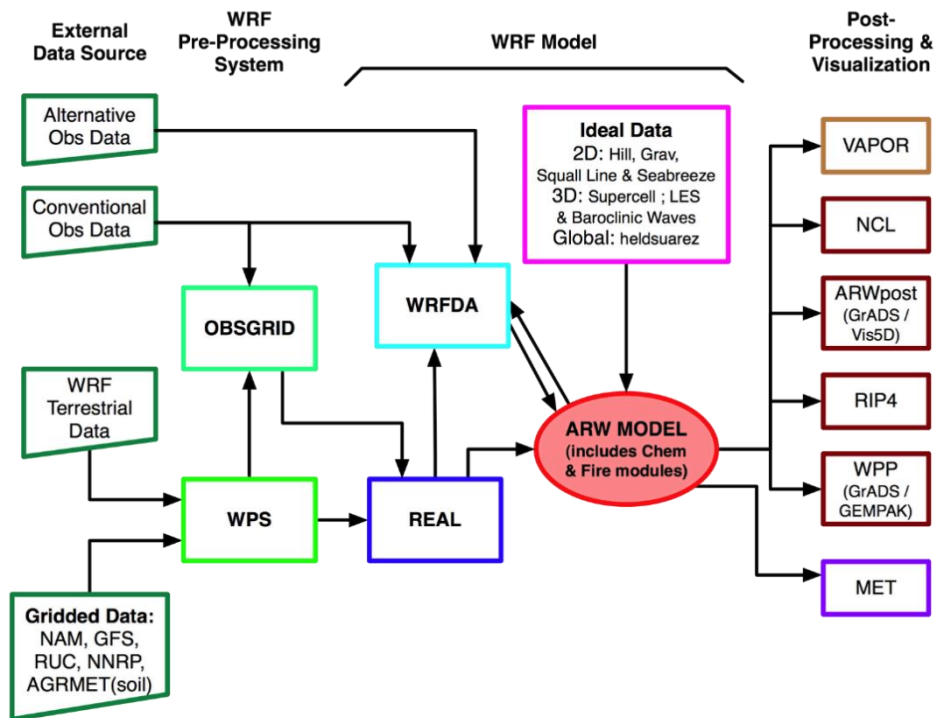 External
Data Source
WRF
Pre-Processing
System
WRF Model
Post-
Processing &
Visualization
Alternative
Obs Data
Conventional
Obs Data
WRF
Terrestrial
Data
Gridded Data:
NAM, GFS,
RUC, NNRP,
AGRMET(soil)
OBSGRID
WPS
WRFDA
REAL
Ideal Data
2D: Hill, Grav,
Squall Line & Seabreeze
3D: Supercell ; LES
& Baroclinic Waves
Global: heldsuarez
ARW MODEL
(includes Chem
& Fire modules)
VAPOR
NCL
ARWpost
(GrADS /
Vis5D)
RIP4
WPP
(GrADS /
GEMPAK)
MET